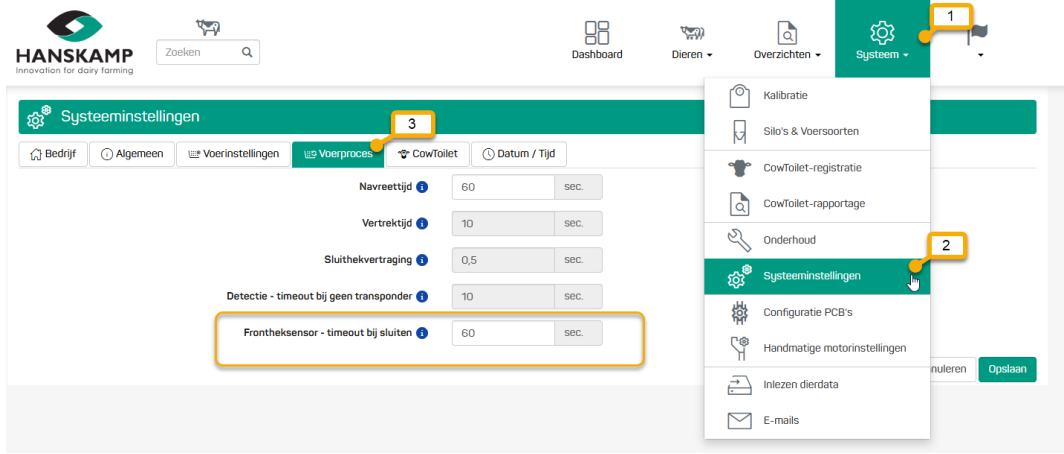 HANSKAMP
Innovation for dairy farming
Zoeken
Dashboard
Dieren
Overzichten
Systeem
1
Systeeminstellingen
3
Bedrijf
Algemeen
Voerinstellingen
Voerproces
CowToilet
Datum / Tijd
Navreettijd
60
sec.
Vertrektijd
10
sec.
Sluithekvertraging
0,5
sec.
Detectie - timeout bij geen transponder
10
sec.
Frontheksensor - timeout bij sluiten
60
sec.
Kalibratie
Silo's & Voersoorten
CowToilet-registratie
CowToilet-rapportage
Onderhoud
2
Systeeminstellingen
Configuratie PCB's
Handmatige motorinstellingen
Inlezen dierdata
E-mails
nuleren
Opslaan